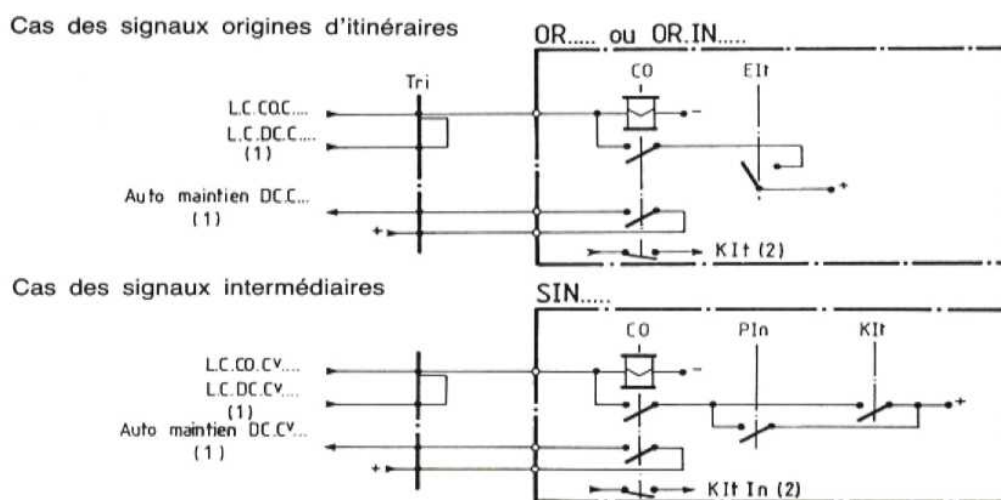 Cas des signaux origines d'itinéraires
OR..... ou OR.IN.....
Tri
CO
EIt
L.C.CO.C....
-
L.C.DC.C....
(1)
+
Auto maintien DC.C...
(1)
+
KIt (2)
Cas des signaux intermédiaires
SIN.....
CO
PIn
KIt
L.C.CO.CV....
-
L.C.DC.CV....
(1)
+
Auto maintien DC.CV...
(1)
+
KIt In (2)